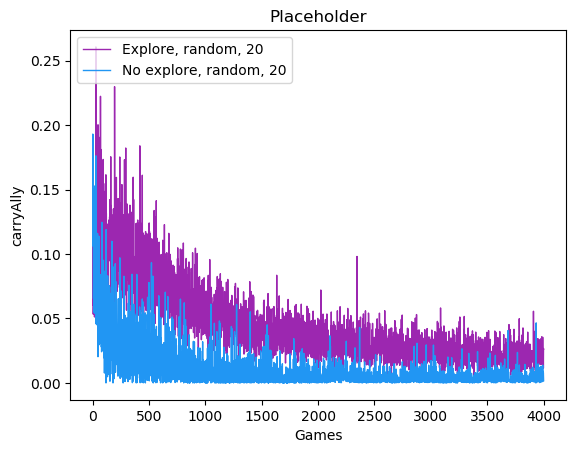 Placeholder
Explore, random, 20
No explore, random, 20
0.25
0.20
0.15
0.10
0.05
0.00
carryAlly
0 500 1000 1500 2000 2500 3000 3500 4000
Games